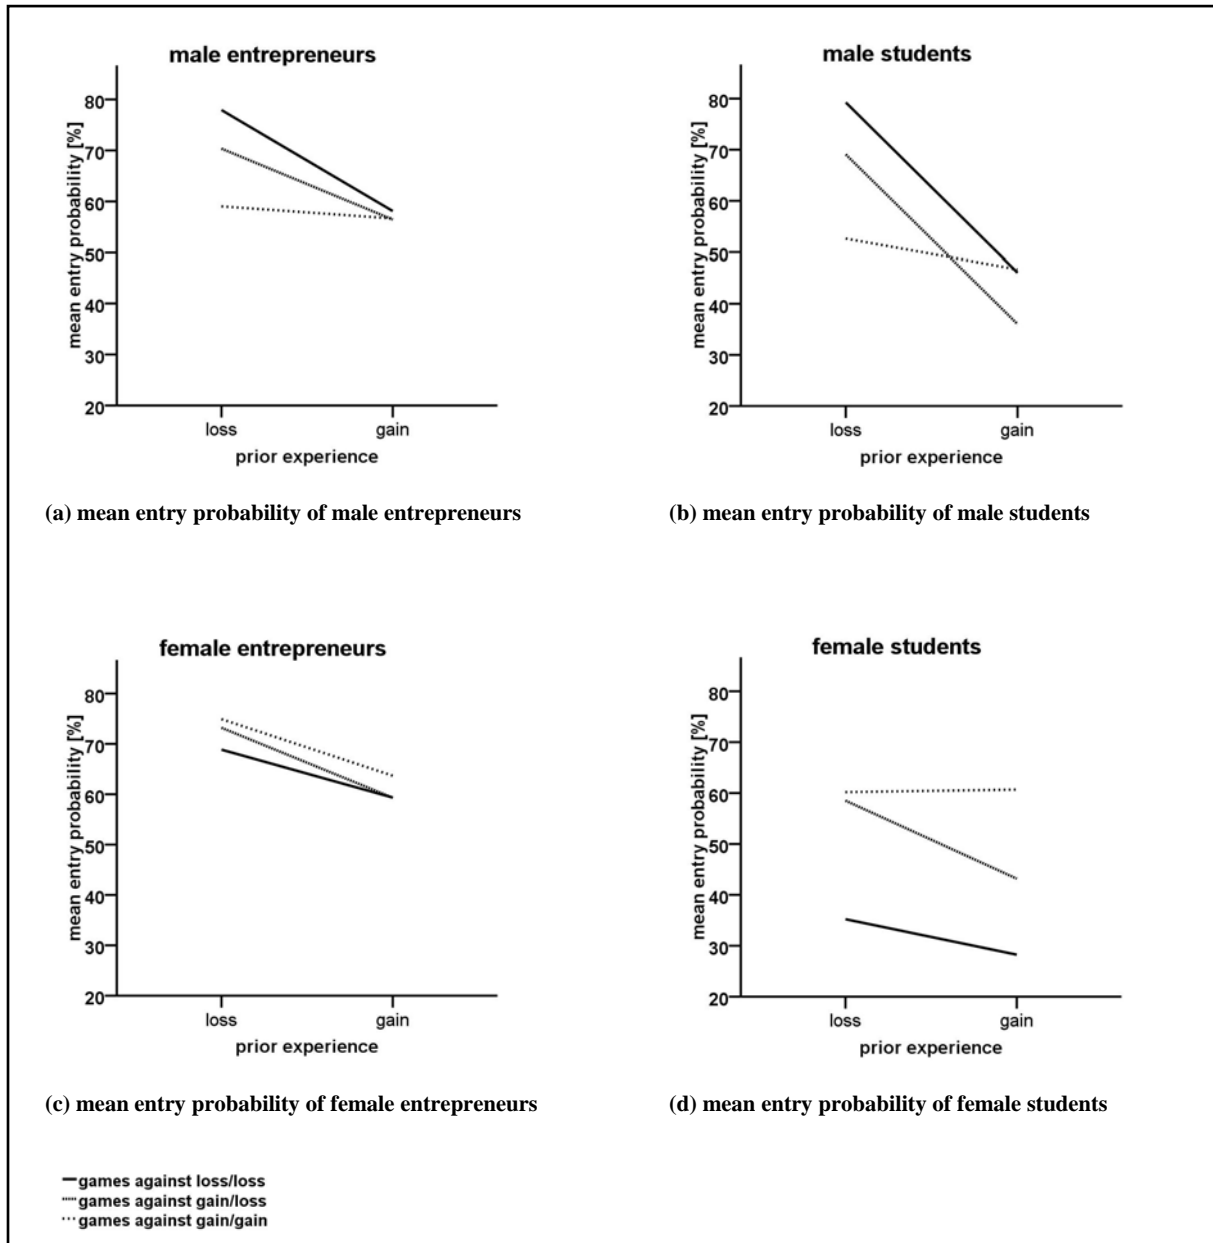 male entrepreneurs
mean entry probability [%]
80
70
60
50
40
30
20
loss gain
prior experience
(a) mean entry probability of male entrepreneurs
male students
mean entry probability [%]
80
70
60
50
40
30
20
loss gain
prior experience
(b) mean entry probability of male students
female entrepreneurs
mean entry probability [%]
80
70
60
50
40
30
20
loss gain
prior experience
(c) mean entry probability of female entrepreneurs
female students
mean entry probability [%]
80
70
60
50
40
30
20
loss gain
prior experience
(d) mean entry probability of female students
games against loss/loss
games against gain/loss
games against gain/gain